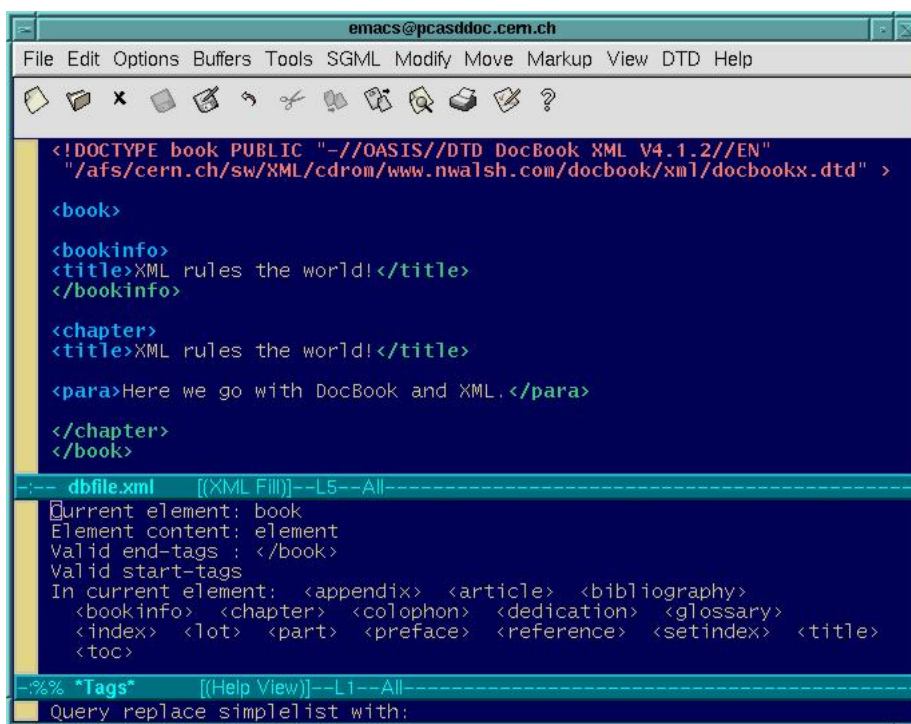 emacs@pcasddoc.cern.ch
File Edit Options Buffers Tools SGML Modify Move Markup View DTD Help
<!DOCTYPE book PUBLIC "-//OASIS//DTD DocBook XML V4.1.2//EN"
"/afs/cern.ch/sw/XML/cdrom/www.nwalsh.com/docbook/xml/docbookx.dtd" >
<book>
<bookinfo>
<title>XML rules the world!</title>
</bookinfo>
<chapter>
<title>XML rules the world!</title>
<para>Here we go with DocBook and XML.</para>
</chapter>
</book>
-:-- dbfile.xml [(XML Fill)]--L5--All--------------------------------------------------------
Current element: book
Element content: element
Valid end-tags : </book>
Valid start-tags
In current element: <appendix> <article> <bibliography>
<bookinfo> <chapter> <colophon> <dedication> <glossary>
<index> <lot> <part> <preface> <reference> <setindex> <title>
<toc>
-:%% *Tags* [(Help View)]--L1--All--------------------------------------------------------
Query replace simplelist with: